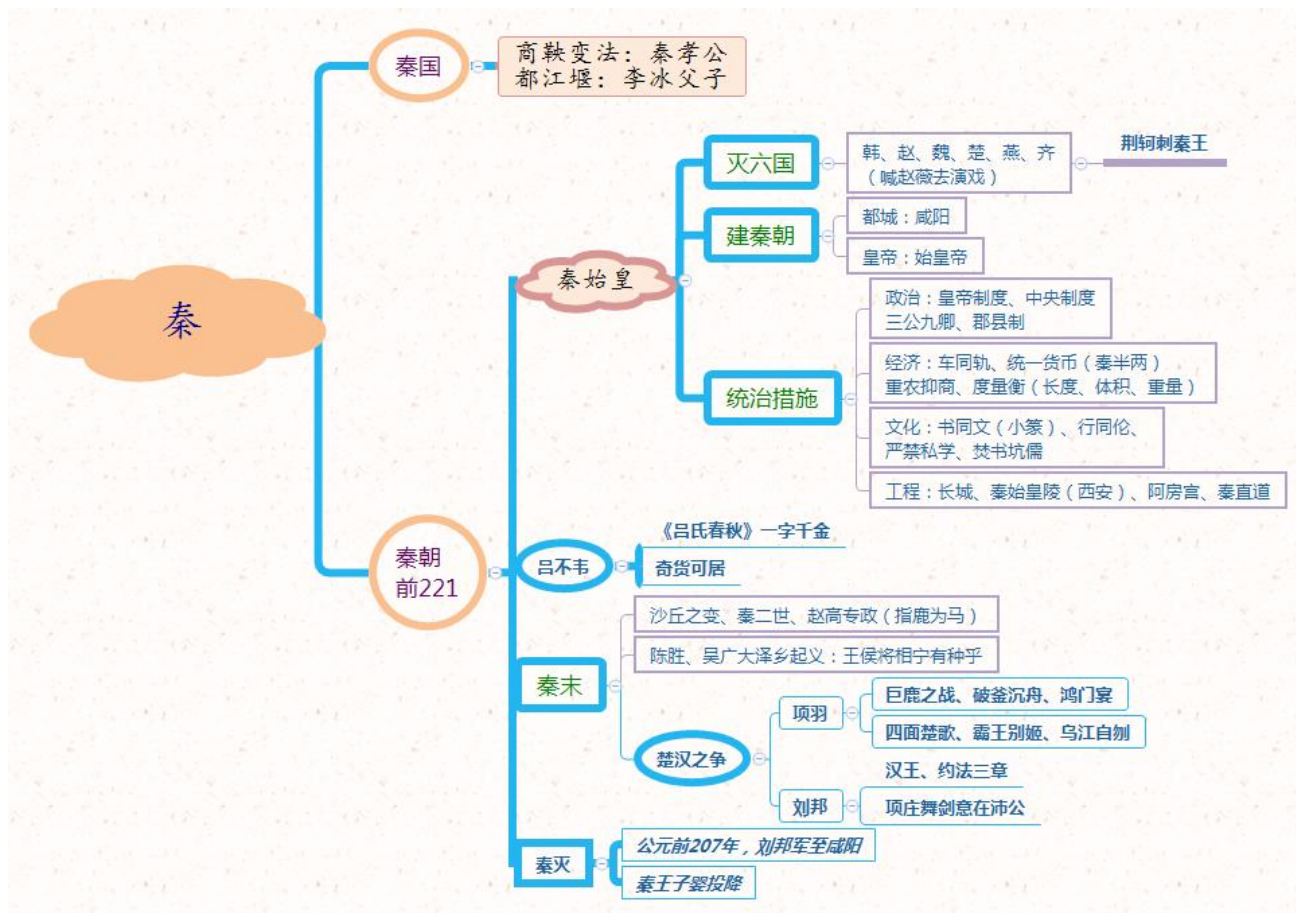 秦
秦国
商鞅变法：秦孝公
都江堰：李冰父子
秦朝
前221
秦始皇
灭六国
韩、赵、魏、楚、燕、齐
（喊赵薇去演戏）
荆轲刺秦王
建秦朝
都城：咸阳
皇帝：始皇帝
统治措施
政治：皇帝制度、中央制度
三公九卿、郡县制
经济：车同轨、统一货币（秦半两）
重农抑商、度量衡（长度、体积、重量）
文化：书同文（小篆）、行同伦、
严禁私学、焚书坑儒
工程：长城、秦始皇陵（西安）、阿房宫、秦直道
吕不韦
《吕氏春秋》一字千金
奇货可居
秦末
沙丘之变、秦二世、赵高专政（指鹿为马）
陈胜、吴广大泽乡起义：王侯将相宁有种乎
楚汉之争
项羽
巨鹿之战、破釜沉舟、鸿门宴
四面楚歌、霸王别姬、乌江自刎
刘邦
汉王、约法三章
项庄舞剑意在沛公
秦灭
公元前207年，刘邦军至咸阳
秦王子婴投降